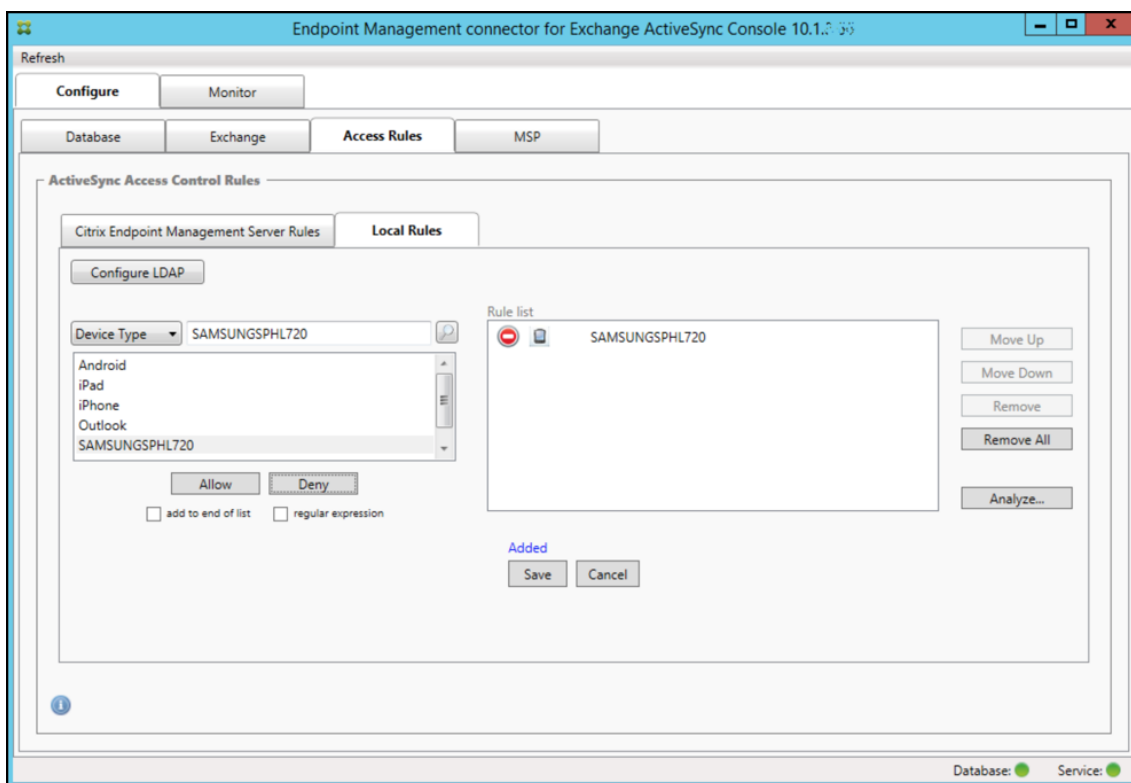 Endpoint Management connector for Exchange ActiveSync Console 10.1.
Refresh
Configure Monitor
Database Exchange Access Rules MSP
ActiveSync Access Control Rules
Citrix Endpoint Management Server Rules Local Rules
Configure LDAP
Rule list
Device Type SAMSUNGSPHL720
SAMSUNGSPHL720
Move Up
Android
iPad
iPhone
Outlook
SAMSUNGSPHL720
Move Down
Remove
Remove All
Allow Deny
Analyze...
add to end of list regular expression
Added
Save Cancel
Database: Service: